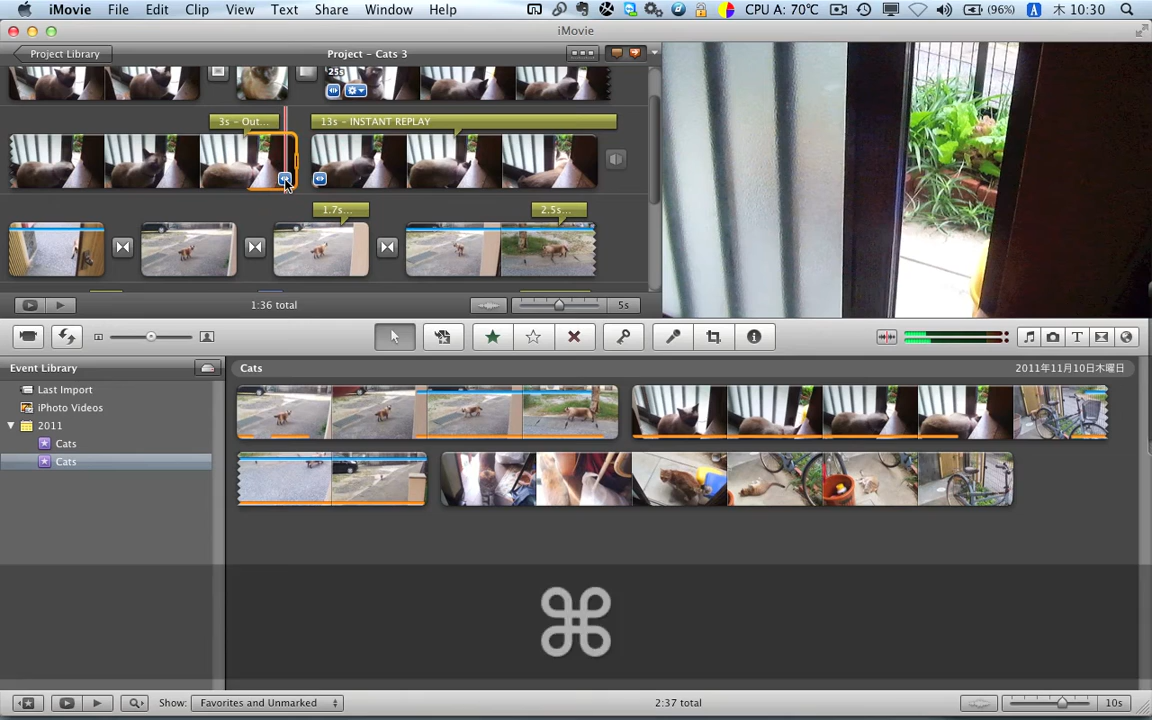 iMovie File Edit Clip View Text Share Window Help CPU A: 70℃ (96%) A 木 10:30
iMovie
Project Library
Project - Cats 3
25s
3s - Out...
13s - INSTANT REPLAY
1.7s...
2.5s...
1:36 total
5s
Event Library
Last Import
iPhoto Videos
2011
Cats
Cats
Cats
2011年11月10日木曜日
⌘
Show: Favorites and Unmarked
2:37 total
10s